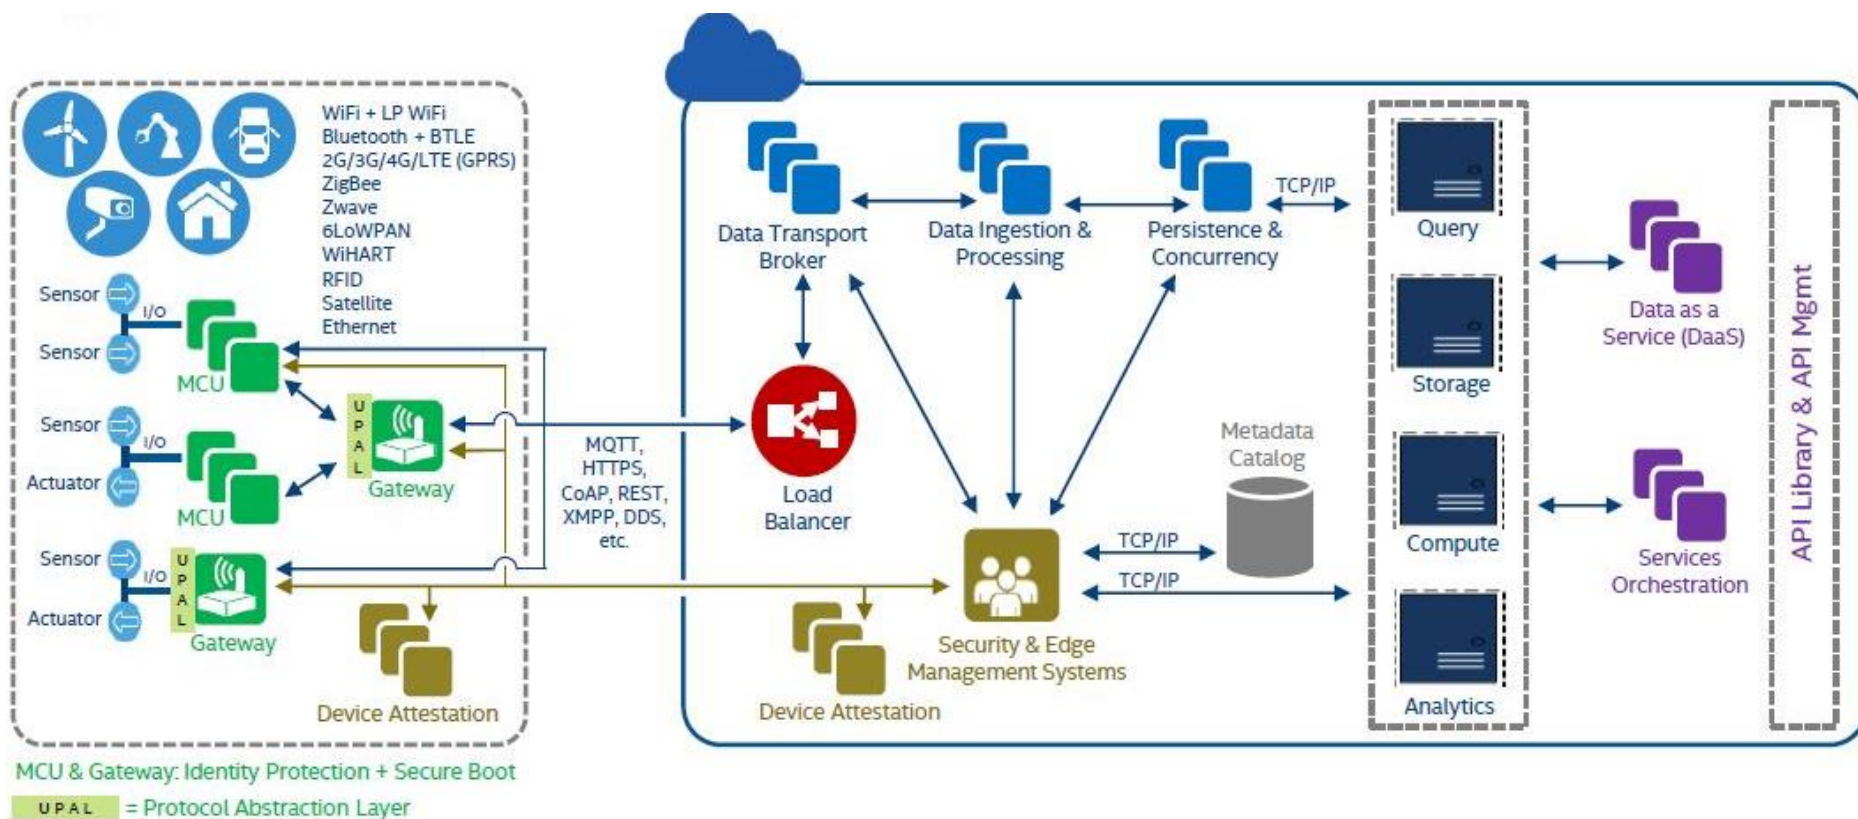 WiFi + LP WiFi
Bluetooth + BTLE
2G/3G/4G/LTE (GPRS)
ZigBee
Zwave
6LoWPAN
WiHART
RFID
Satellite
Ethernet
Sensor
I/O
Sensor
MCU
Sensor
I/O
Actuator
MCU
UPAL
Gateway
Sensor
I/O
Actuator
UPAL
Gateway
Device Attestation
MQTT,
HTTPS,
CoAP, REST,
XMPP, DDS,
etc.
Data Transport
Broker
Data Ingestion &
Processing
Persistence &
Concurrency
TCP/IP
Load
Balancer
Metadata
Catalog
TCP/IP
TCP/IP
Security & Edge
Management Systems
Device Attestation
Query
Storage
Compute
Analytics
Data as a
Service (DaaS)
Services
Orchestration
API Library & API Mgmt
MCU & Gateway: Identity Protection + Secure Boot
UPAL = Protocol Abstraction Layer